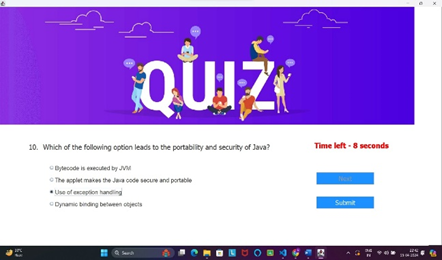 QUIZ
10. Which of the following option leads to the portability and security of Java?
Time left - 8 seconds
Bytecode is executed by JVM
The applet makes the Java code secure and portable
Use of exception handling
Dynamic binding between objects
Next
Submit
Search